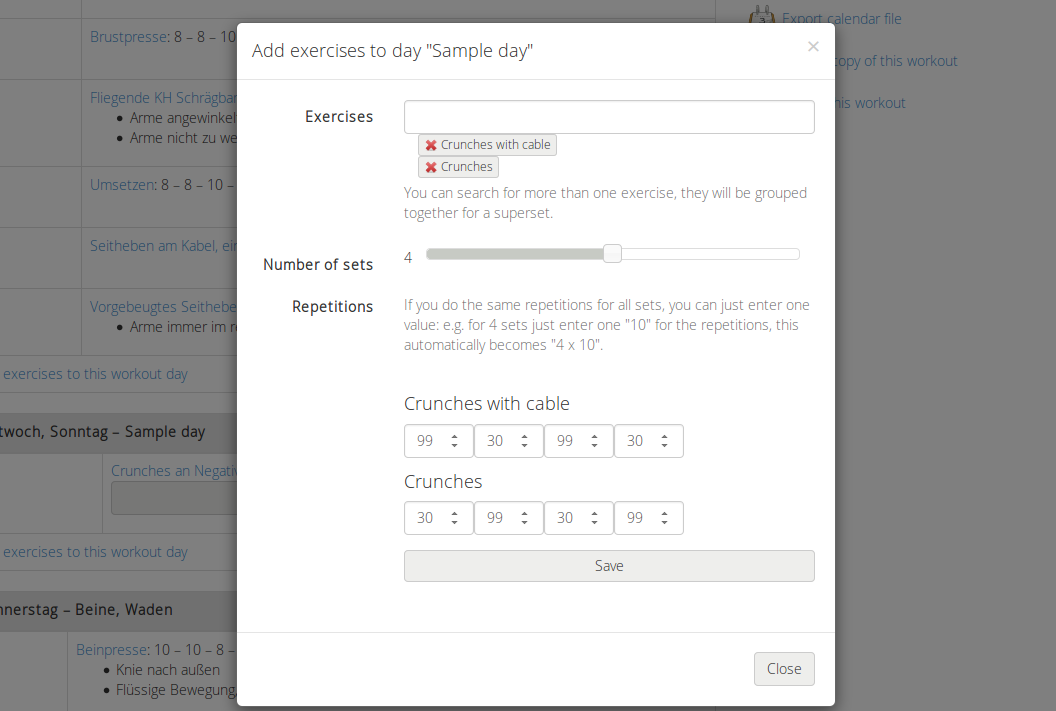 Export calendar file
Brustpresse: 8 – 8 – 10
Add exercises to day "Sample day"
×
copy of this workout
Fliegende KH Schrägban
Arme angewinkel
Arme nicht zu we
this workout
Exercises
Crunches with cable
Crunches
You can search for more than one exercise, they will be grouped
together for a superset.
Umsetzen: 8 – 8 – 10 –
Seitheben am Kabel, ein
Number of sets
4
Vorgebeugtes Seithebe
Arme immer im r
Repetitions
If you do the same repetitions for all sets, you can just enter one
value: e.g. for 4 sets just enter one "10" for the repetitions, this
automatically becomes "4 x 10".
exercises to this workout day
Crunches with cable
99 30 99 30
twoch, Sonntag – Sample day
Crunches an Negativ
Crunches
30 99 30 99
exercises to this workout day
Save
nnerstag – Beine, Waden
Beinpresse: 10 – 10 – 8 –
Knie nach außen
Flüssige Bewegung,
Close